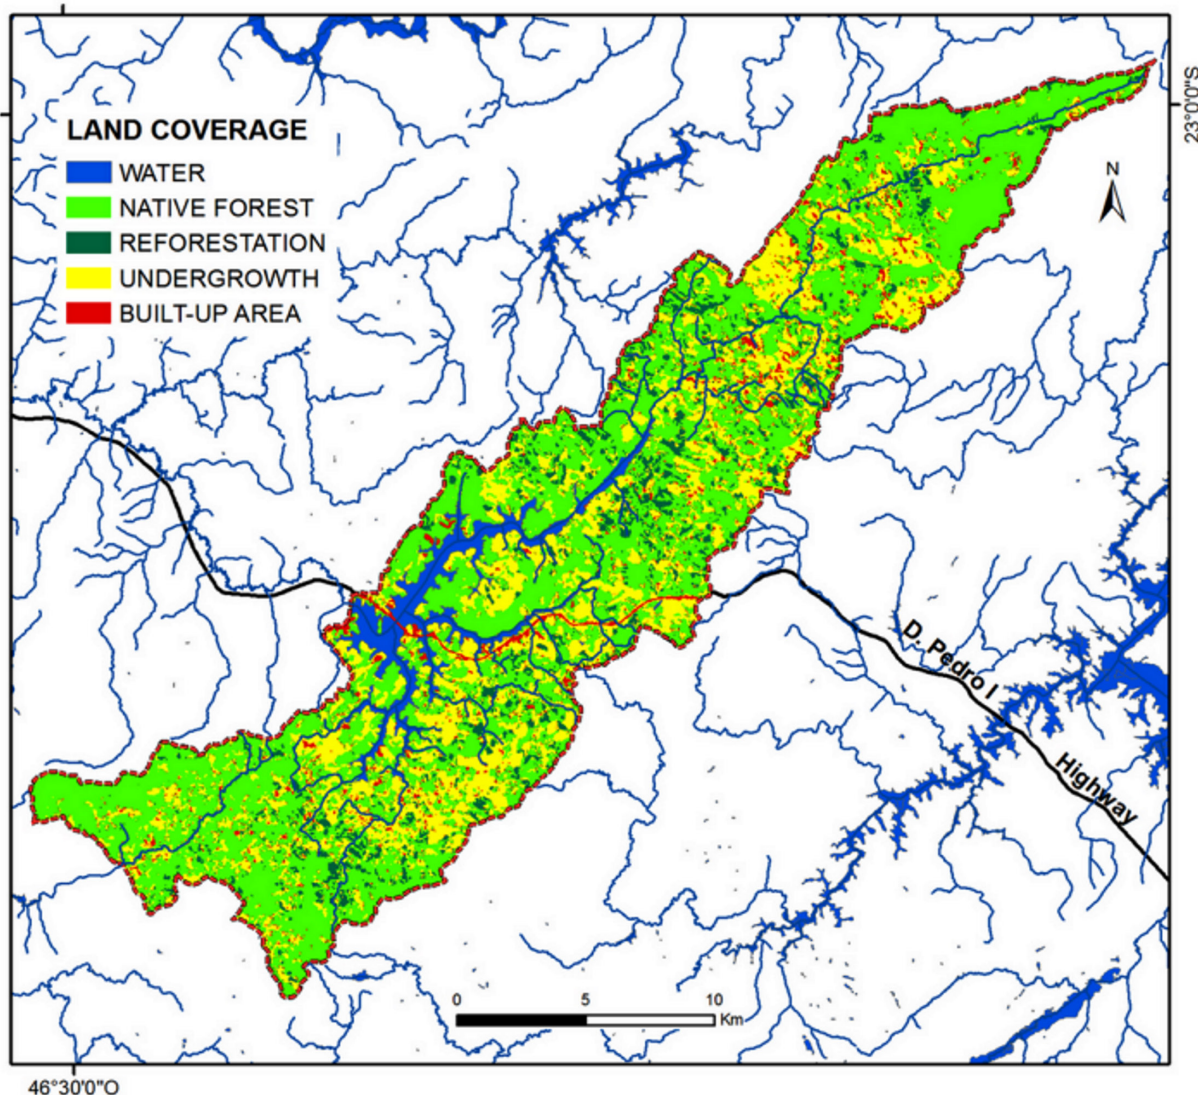 LAND COVERAGE
WATER
NATIVE FOREST
REFORESTATION
UNDERGROWTH
BUILT-UP AREA
23°0'0"S
N
D. Pedro I
Highway
0 5 10
Km
46°30'0"O